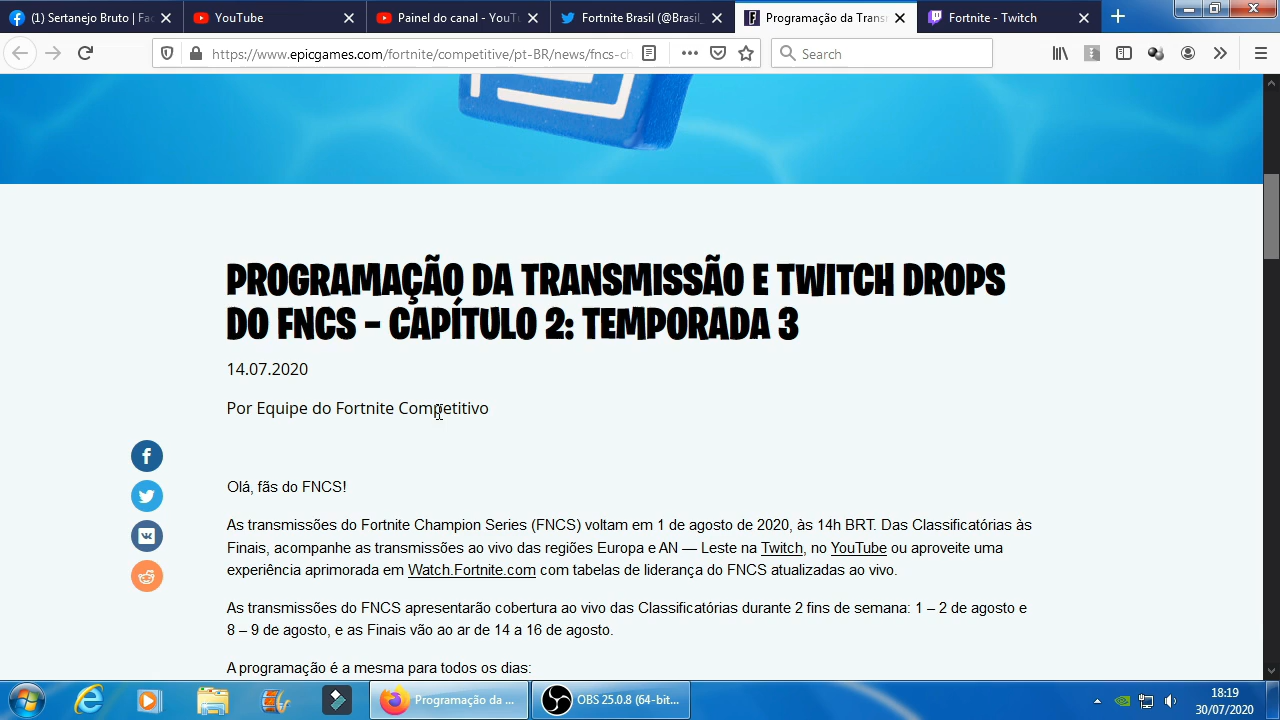 (1) Sertanejo Bruto | Fac
YouTube
Painel do canal - YouTu
Fortnite Brasil (@Brasil_
Programação da Trans
Fortnite - Twitch
https://www.epicgames.com/fortnite/competitive/pt-BR/news/fncs-ch
Search
PROGRAMAÇÃO DA TRANSMISSÃO E TWITCH DROPS
DO FNCS – CAPÍTULO 2: TEMPORADA 3
14.07.2020
Por Equipe do Fortnite Competitivo
Olá, fãs do FNCS!
As transmissões do Fortnite Champion Series (FNCS) voltam em 1 de agosto de 2020, às 14h BRT. Das Classificatórias às
Finais, acompanhe as transmissões ao vivo das regiões Europa e AN — Leste na Twitch, no YouTube ou aproveite uma
experiência aprimorada em Watch.Fortnite.com com tabelas de liderança do FNCS atualizadas ao vivo.
As transmissões do FNCS apresentarão cobertura ao vivo das Classificatórias durante 2 fins de semana: 1 – 2 de agosto e
8 – 9 de agosto, e as Finais vão ao ar de 14 a 16 de agosto.
A programação é a mesma para todos os dias:
Programação da ...
OBS 25.0.8 (64-bit...
18:19
30/07/2020